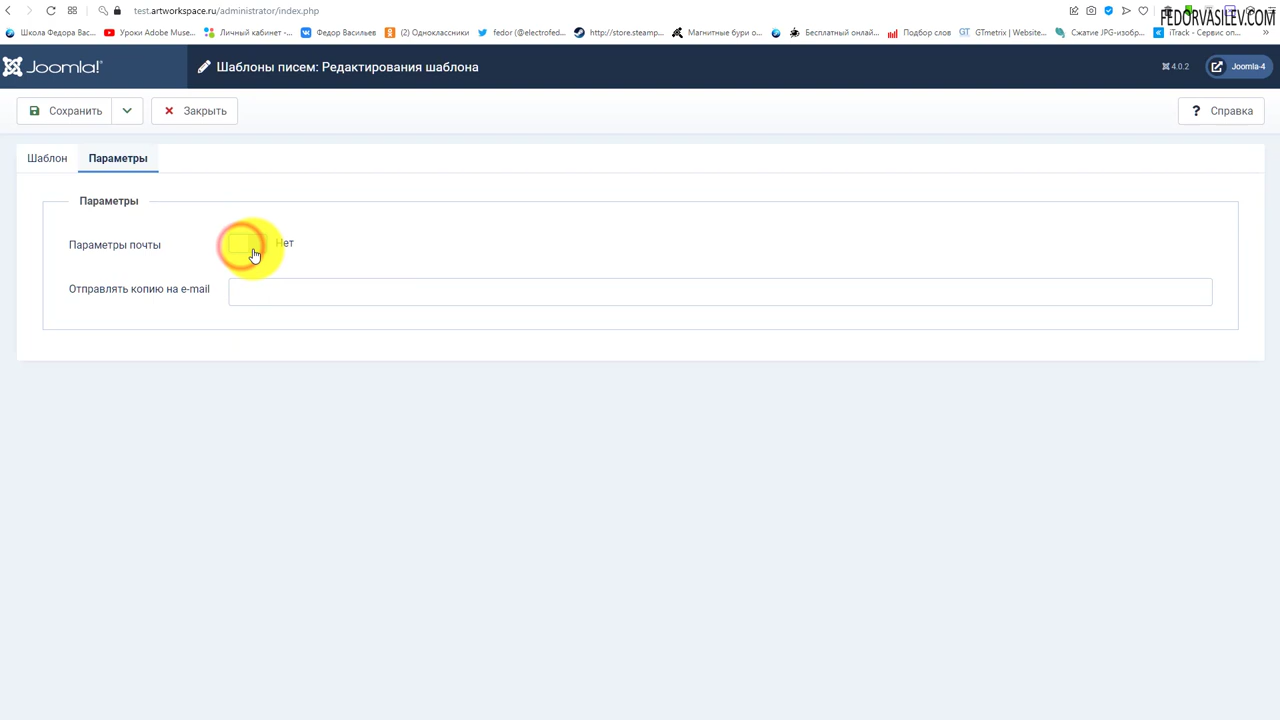 test.artworkspace.ru/administrator/index.php
FEDORVASILEV.COM
Школа Федора Вас...
Уроки Adobe Muse...
Личный кабинет -...
Федор Васильев
(2) Одноклассники
fedor (@electrofed...
http://store.steamp...
Магнитные бури о...
Бесплатный онлай...
Подбор слов
GTmetrix | Website...
Сжатие JPG-изобр...
iTrack - Сервис оп...
»
Joomla!
Шаблоны писем: Редактирования шаблона
4.0.2
Joomla-4
Сохранить
Закрыть
? Справка
Шаблон
Параметры
Параметры
Параметры почты
Нет
Отправлять копию на e-mail